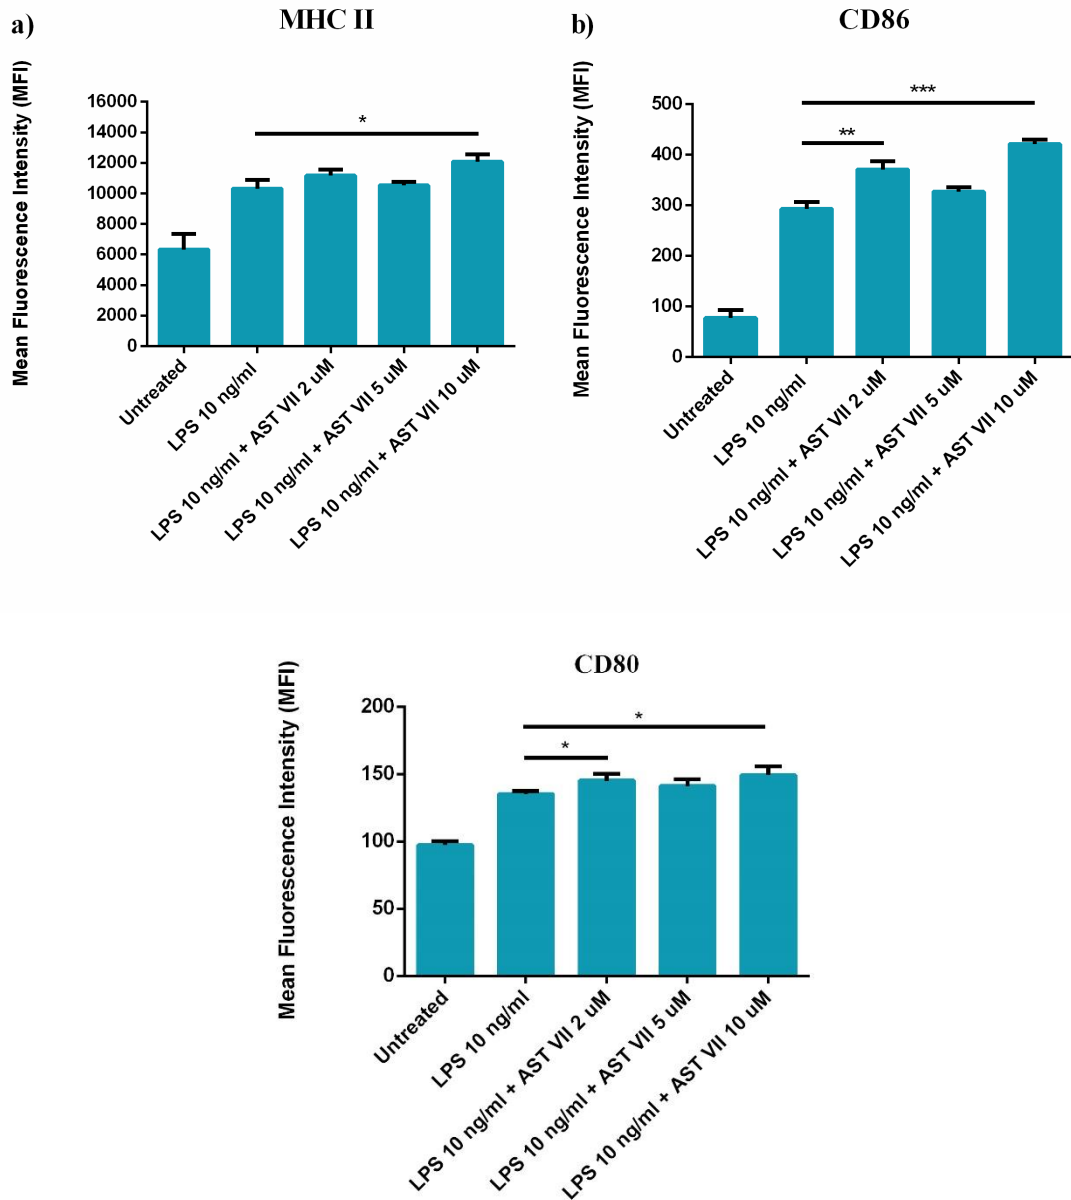 a)
MHC II
Mean Fluorescence Intensity (MFI)
16000
14000
12000
10000
8000
6000
4000
2000
0
*
Untreated
LPS 10 ng/ml
LPS 10 ng/ml + AST VII 2 uM
LPS 10 ng/ml + AST VII 5 uM
LPS 10 ng/ml + AST VII 10 uM
b)
CD86
Mean Fluorescence Intensity (MFI)
500
400
300
200
100
0
***
**
Untreated
LPS 10 ng/ml
LPS 10 ng/ml + AST VII 2 uM
LPS 10 ng/ml + AST VII 5 uM
LPS 10 ng/ml + AST VII 10 uM
CD80
Mean Fluorescence Intensity (MFI)
200
150
100
50
0
*
*
Untreated
LPS 10 ng/ml
LPS 10 ng/ml + AST VII 2 uM
LPS 10 ng/ml + AST VII 5 uM
LPS 10 ng/ml + AST VII 10 uM